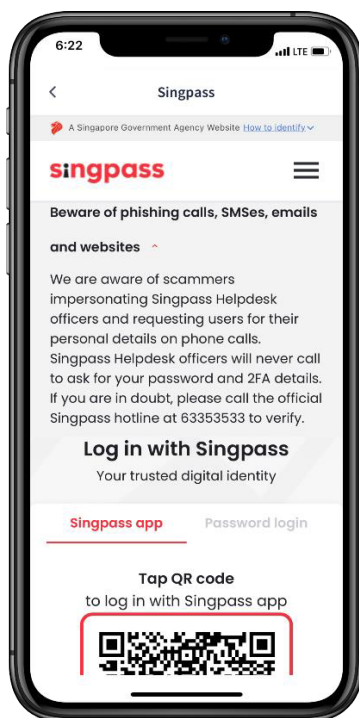 6:22
LTE
Singpass
A Singapore Government Agency Website How to identify
singpass
Beware of phishing calls, SMSes, emails
and websites
We are aware of scammers
impersonating Singpass Helpdesk
officers and requesting users for their
personal details on phone calls.
Singpass Helpdesk officers will never call
to ask for your password and 2FA details.
If you are in doubt, please call the official
Singpass hotline at 63353533 to verify.
Log in with Singpass
Your trusted digital identity
Singpass app Password login
Tap QR code
to log in with Singpass app